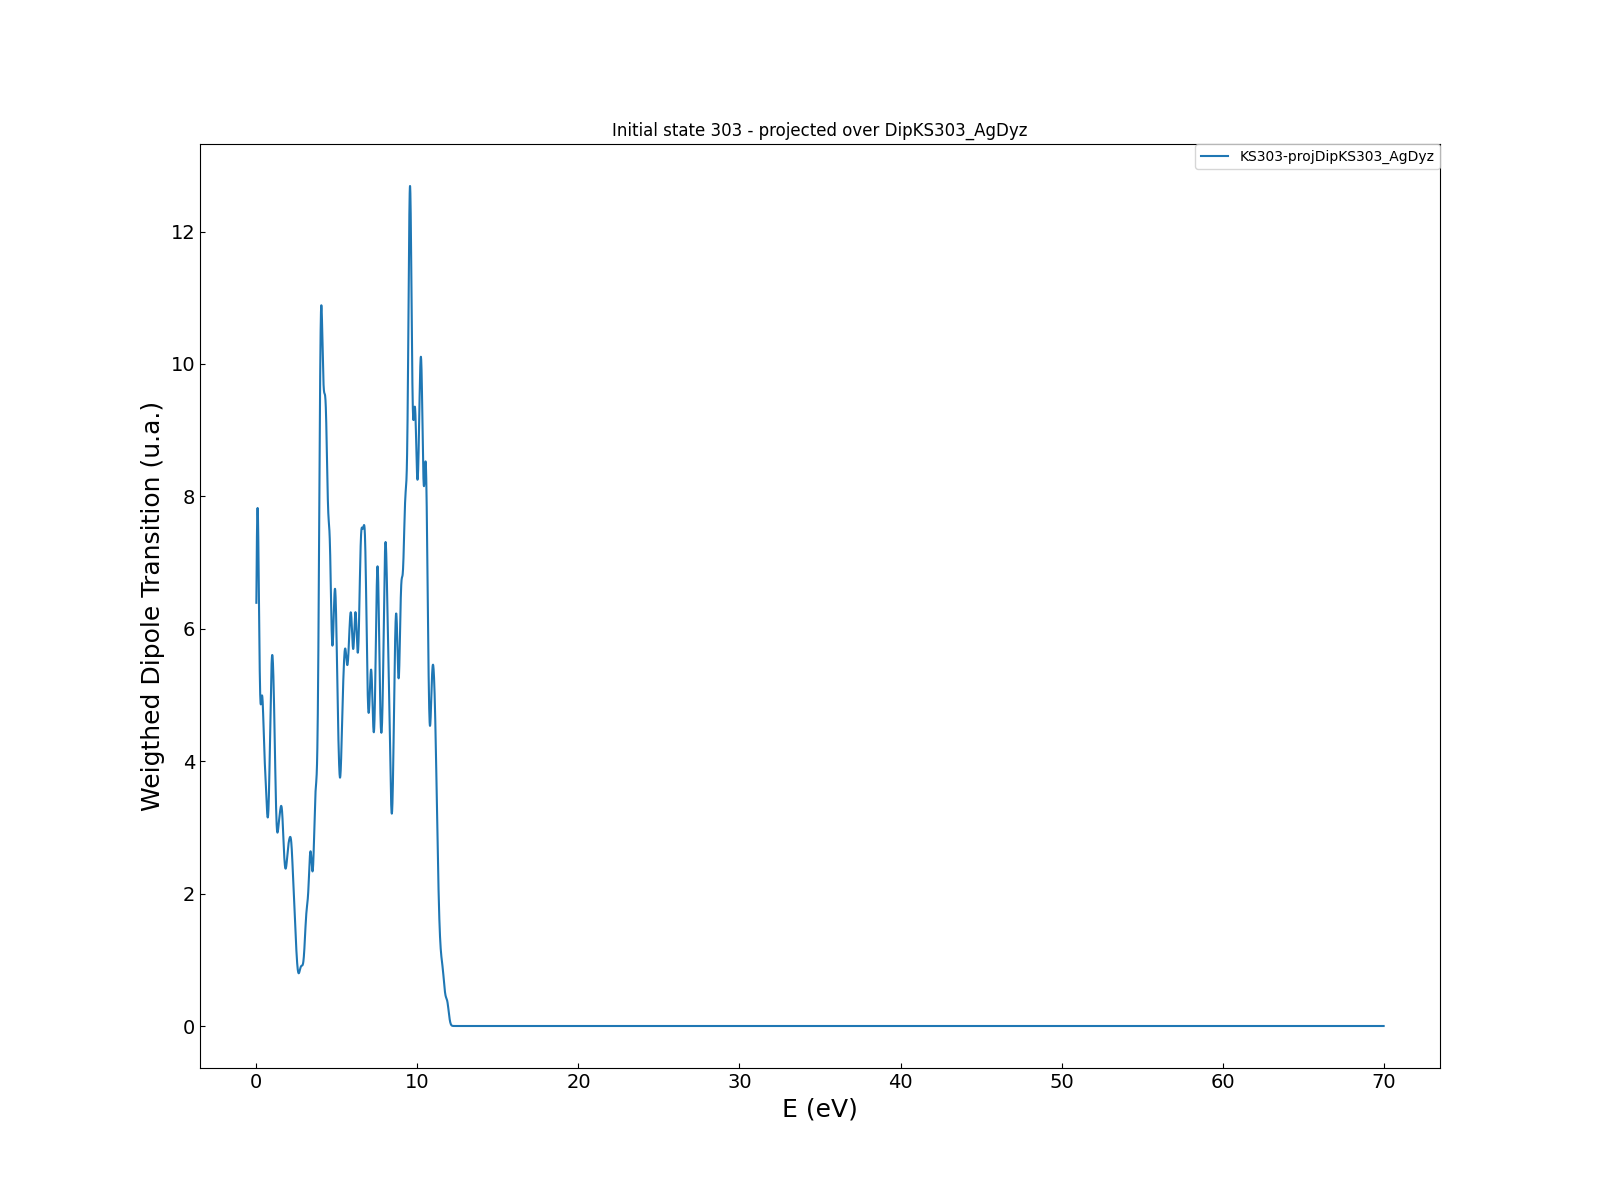 Initial state 303 - projected over DipKS303_AgDyz
KS303-projDipKS303_AgDyz
Weigthed Dipole Transition (u.a.)
12
10
8
6
4
2
0
0 10 20 30 40 50 60 70
E (eV)